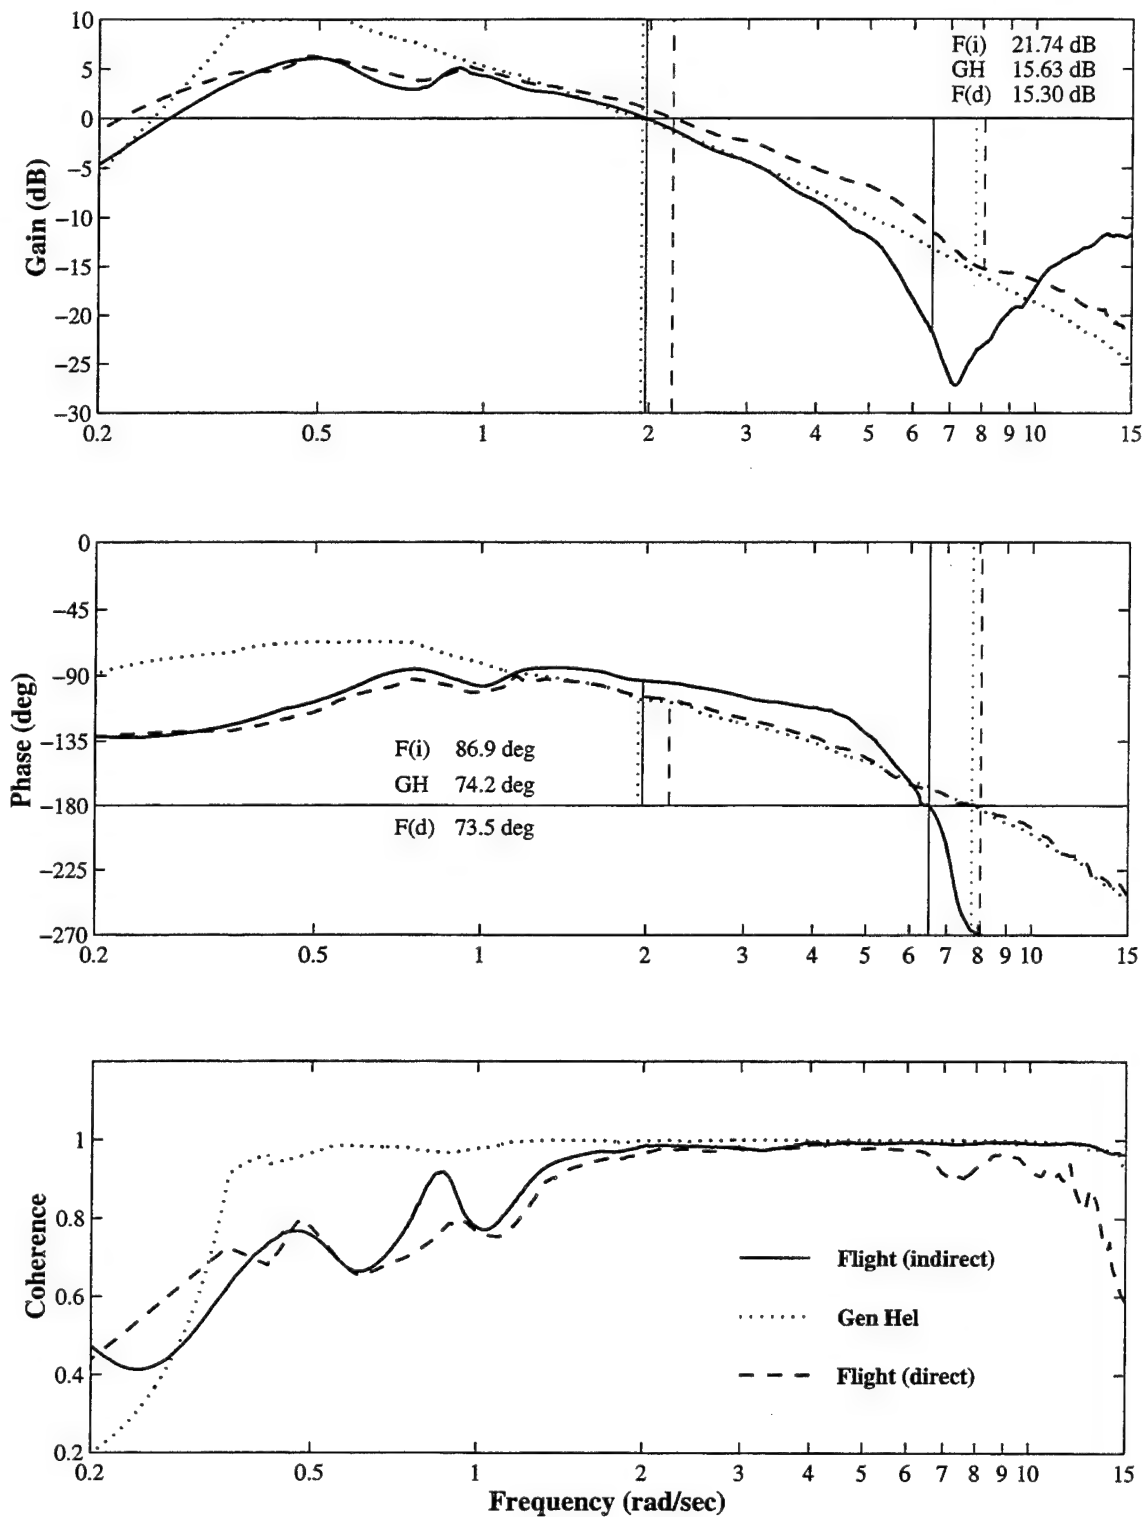 10
5
0
−5
−10
−15
−20
−25
−30
Gain (dB)
F(i) 21.74 dB
GH 15.63 dB
F(d) 15.30 dB
0.2 0.5 1 2 3 4 5 6 7 8 9 10 15
0
−45
−90
−135
−180
−225
−270
Phase (deg)
F(i) 86.9 deg
GH 74.2 deg
F(d) 73.5 deg
0.2 0.5 1 2 3 4 5 6 7 8 9 10 15
1
0.8
0.6
0.4
0.2
Coherence
Flight (indirect)
Gen Hel
Flight (direct)
0.2 0.5 1 2 3 4 5 6 7 8 9 10 15
Frequency (rad/sec)